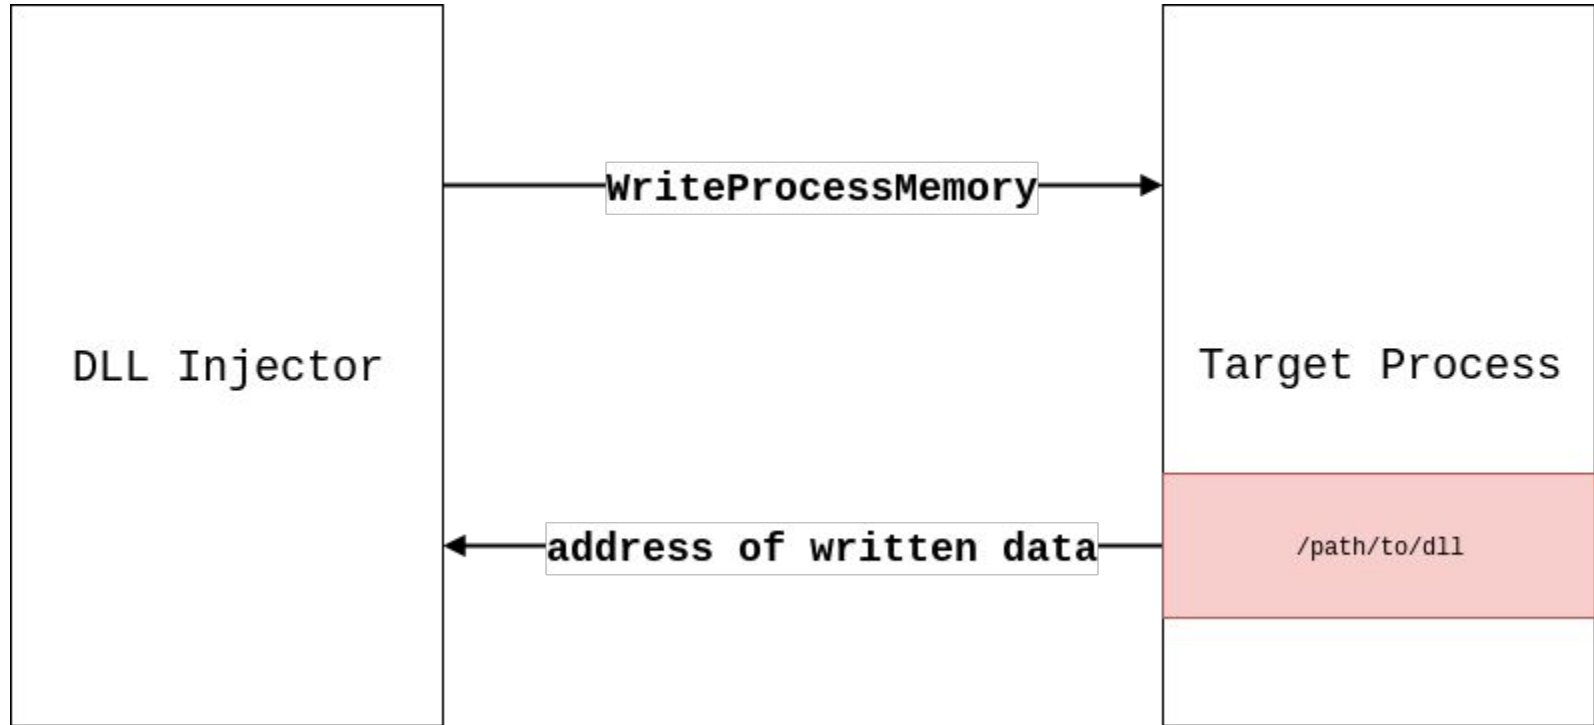 WriteProcessMemory
DLL Injector
Target Process
address of written data
/path/to/dll